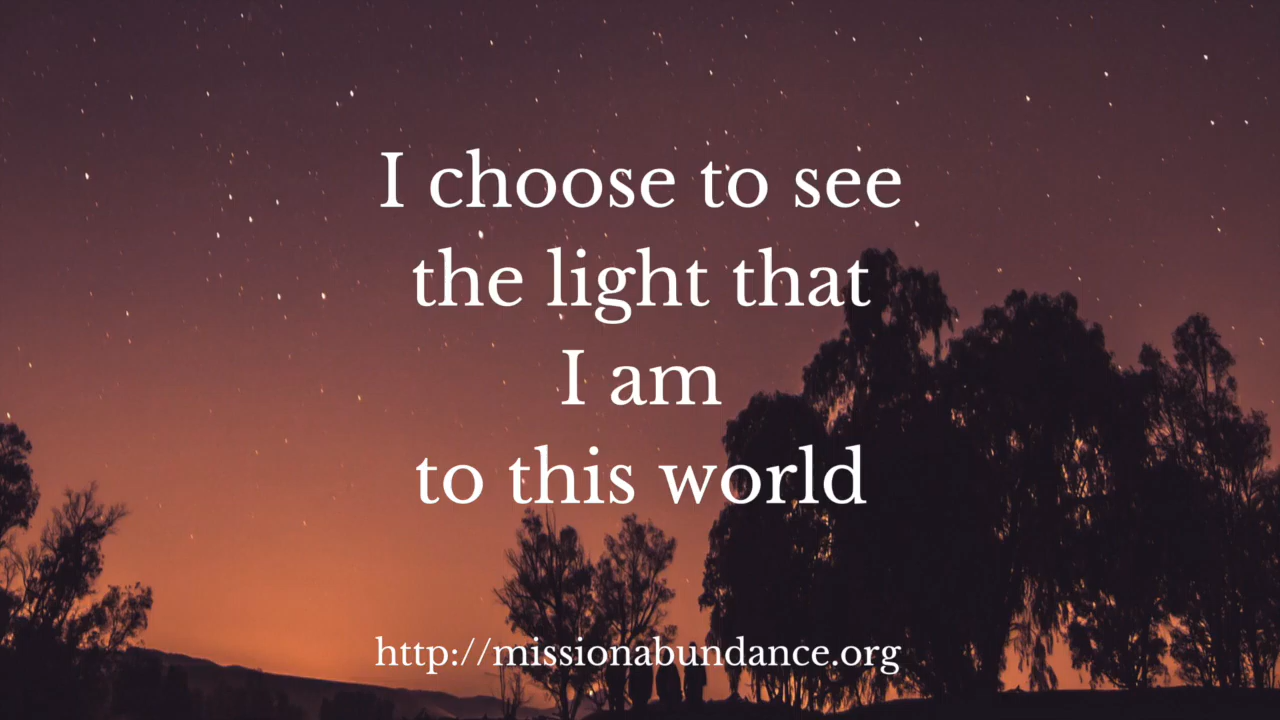 I choose to see
the light that
I am
to this world
http://missionabundance.org